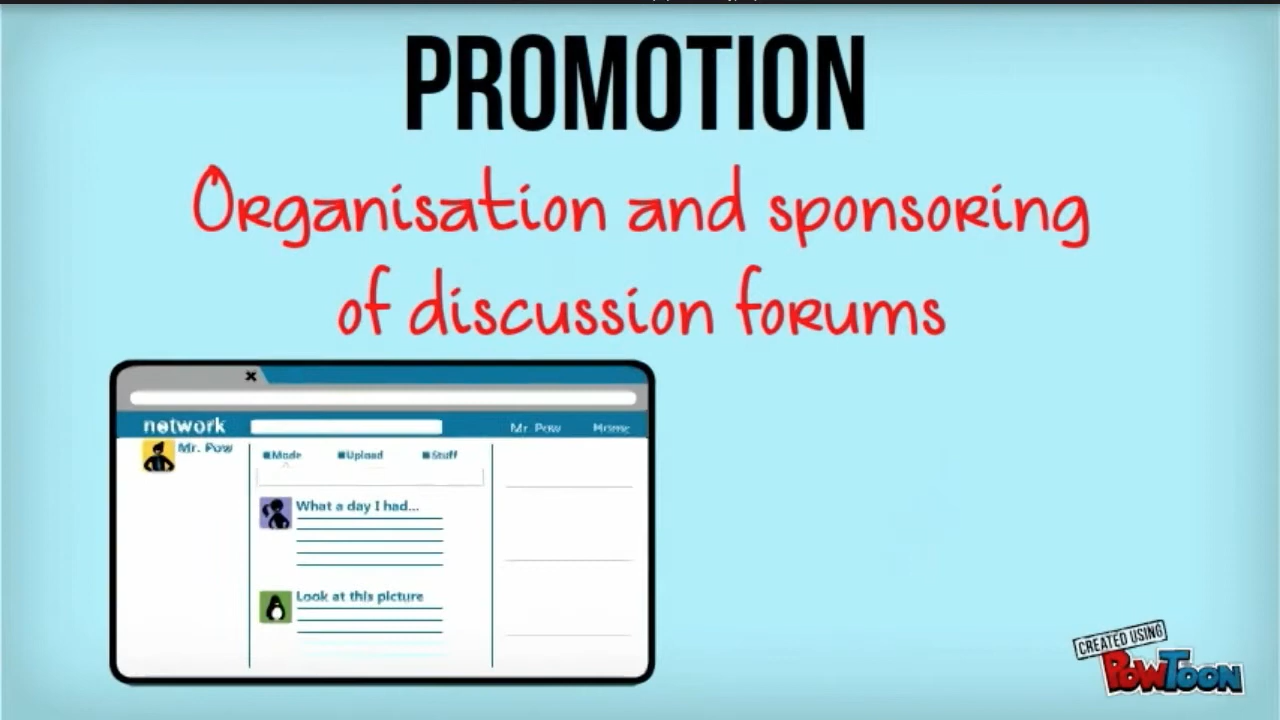 PROMOTION
Organisation and sponsoring
of discussion forums
network
Mr. Pow Home
Mr. Pow
Mode Upload Stuff
What a day I had...
Look at this picture
CREATED USING
POWTOON